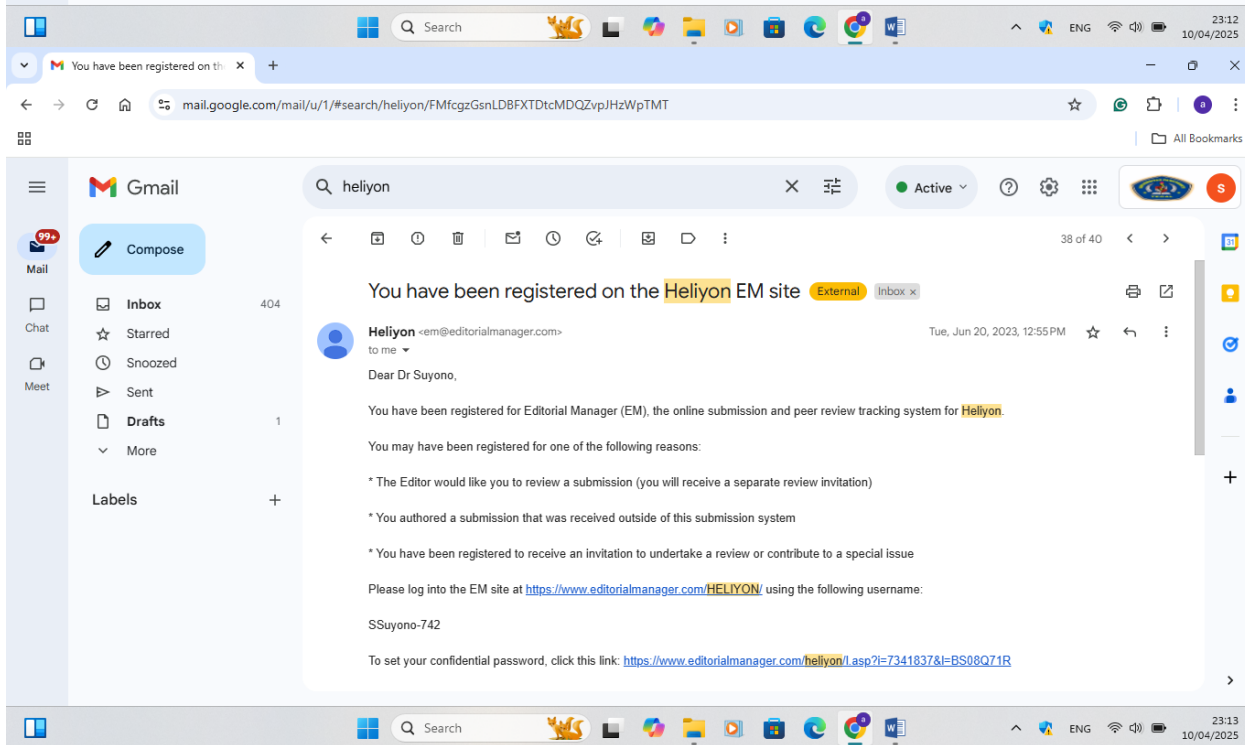 Search
ENG
23:12
10/04/2025
You have been registered on th
mail.google.com/mail/u/1/#search/heliyon/FMfcgzGsnLDBFXTDtcMDQZvpJHzWpTMT
a
All Bookmarks
Gmail
heliyon
Active
S
99+
Mail
Compose
38 of 40
31
You have been registered on the Heliyon EM site External Inbox ×
Inbox 404
Chat
Starred
Heliyon <em@editorialmanager.com>
Tue, Jun 20, 2023, 12:55 PM
to me
Snoozed
Dear Dr Suyono,
Meet
Sent
You have been registered for Editorial Manager (EM), the online submission and peer review tracking system for Heliyon.
Drafts 1
You may have been registered for one of the following reasons:
More
* The Editor would like you to review a submission (you will receive a separate review invitation)
Labels
* You authored a submission that was received outside of this submission system
* You have been registered to receive an invitation to undertake a review or contribute to a special issue
Please log into the EM site at https://www.editorialmanager.com/HELIYON/ using the following username:
SSuyono-742
To set your confidential password, click this link: https://www.editorialmanager.com/heliyon/l.asp?i=7341837&l=BS08Q71R
Search
ENG
23:13
10/04/2025